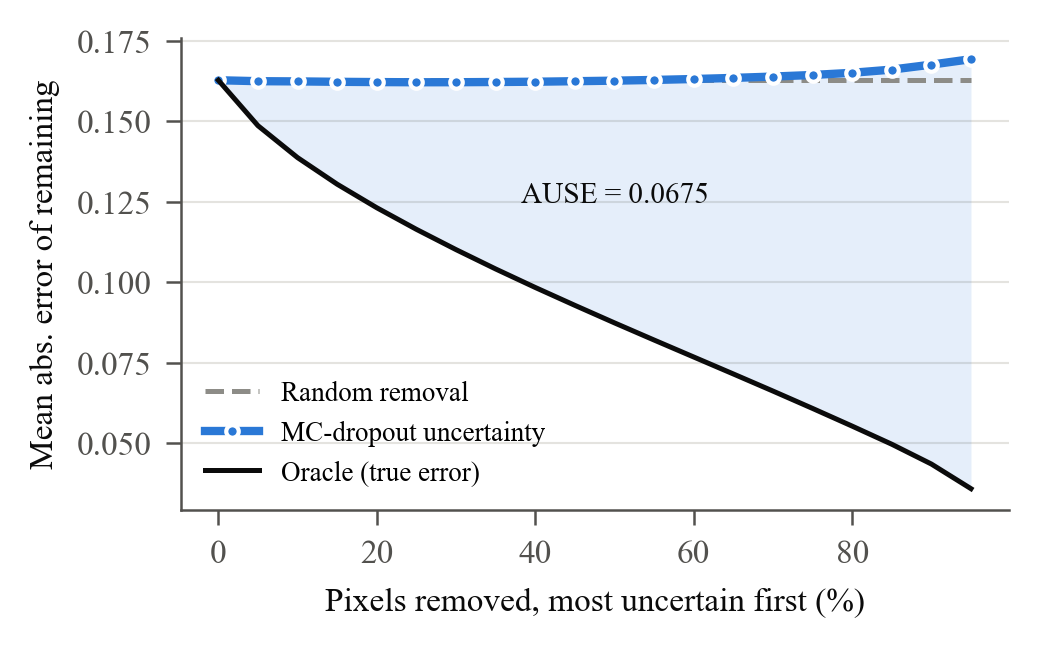 0.175
0.150
0.125
0.100
0.075
0.050
Mean abs. error of remaining
AUSE = 0.0675
Random removal
MC-dropout uncertainty
Oracle (true error)
0 20 40 60 80
Pixels removed, most uncertain first (%)